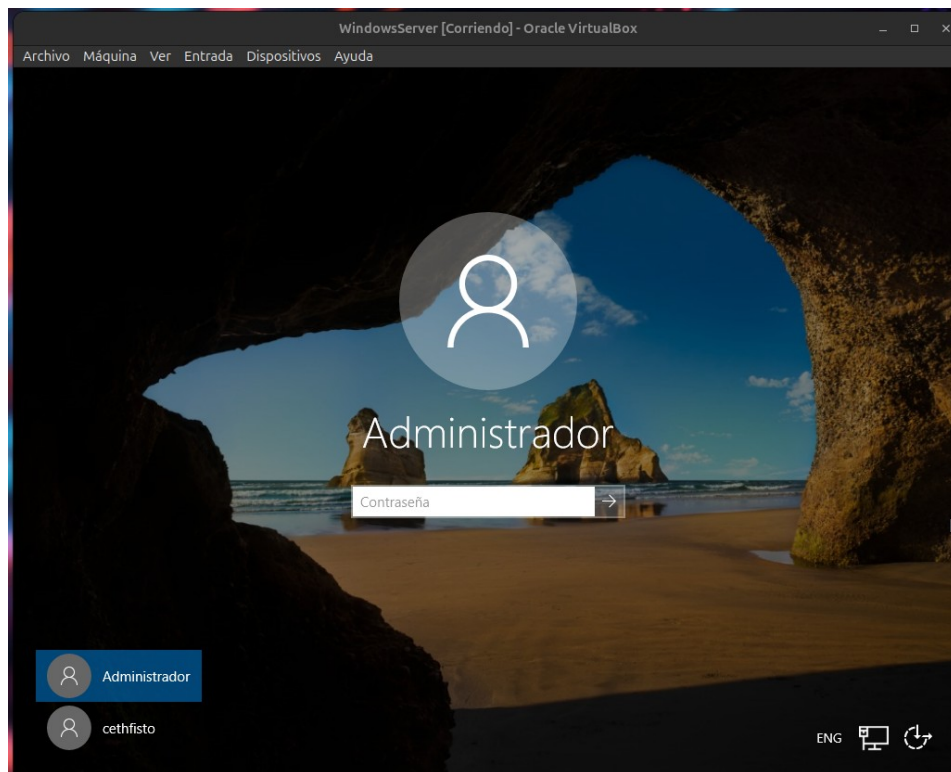 WindowsServer [Corriendo] - Oracle VirtualBox
Archivo Máquina Ver Entrada Dispositivos Ayuda
Administrador
Contraseña
Administrador
cethfisto
ENG